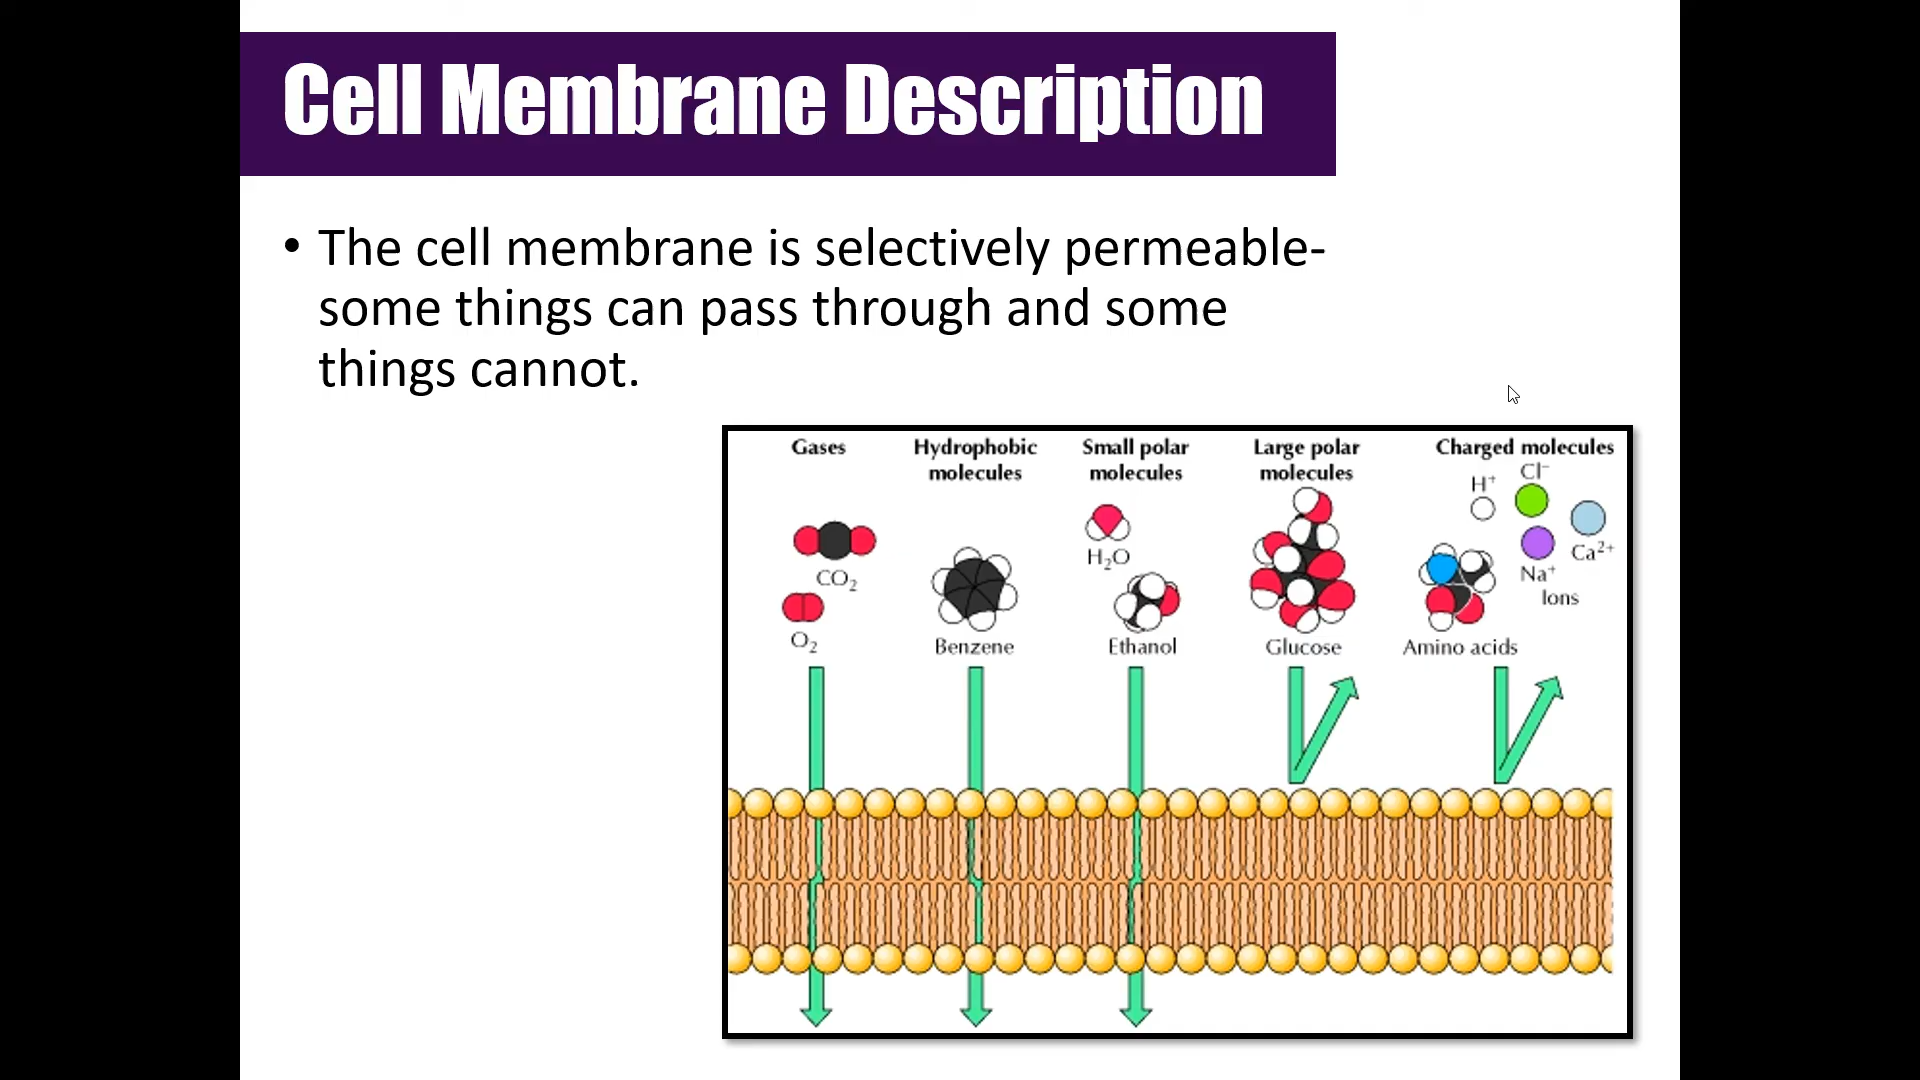 Cell Membrane Description
• The cell membrane is selectively permeable-
some things can pass through and some
things cannot.
Gases
Hydrophobic
molecules
Small polar
molecules
Large polar
molecules
Charged molecules
CO₂
O₂
Benzene
H₂O
Ethanol
Glucose
H⁺
Cl⁻
Ca²⁺
Na⁺
Ions
Amino acids